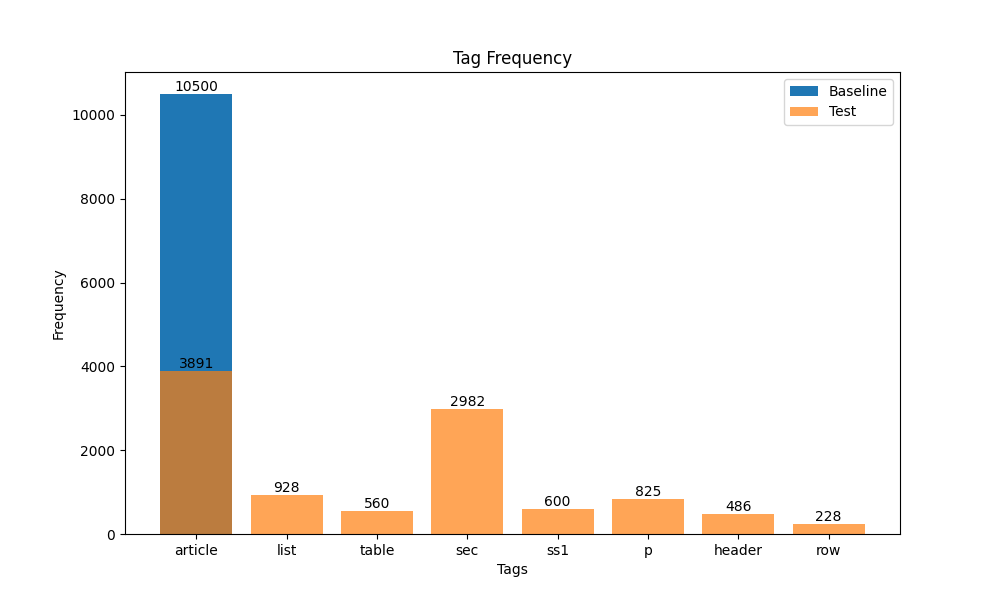 Tag Frequency
10500
Baseline
Test
10000
8000
6000
4000
2000
0
Frequency
3891
928
560
2982
600
825
486
228
article list table sec ss1 p header row
Tags